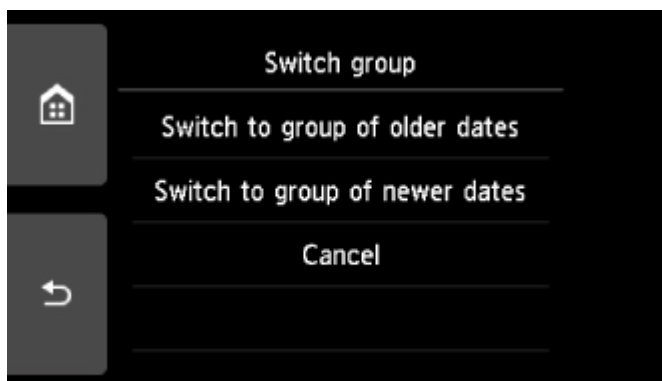 Switch group
Switch to group of older dates
Switch to group of newer dates
Cancel